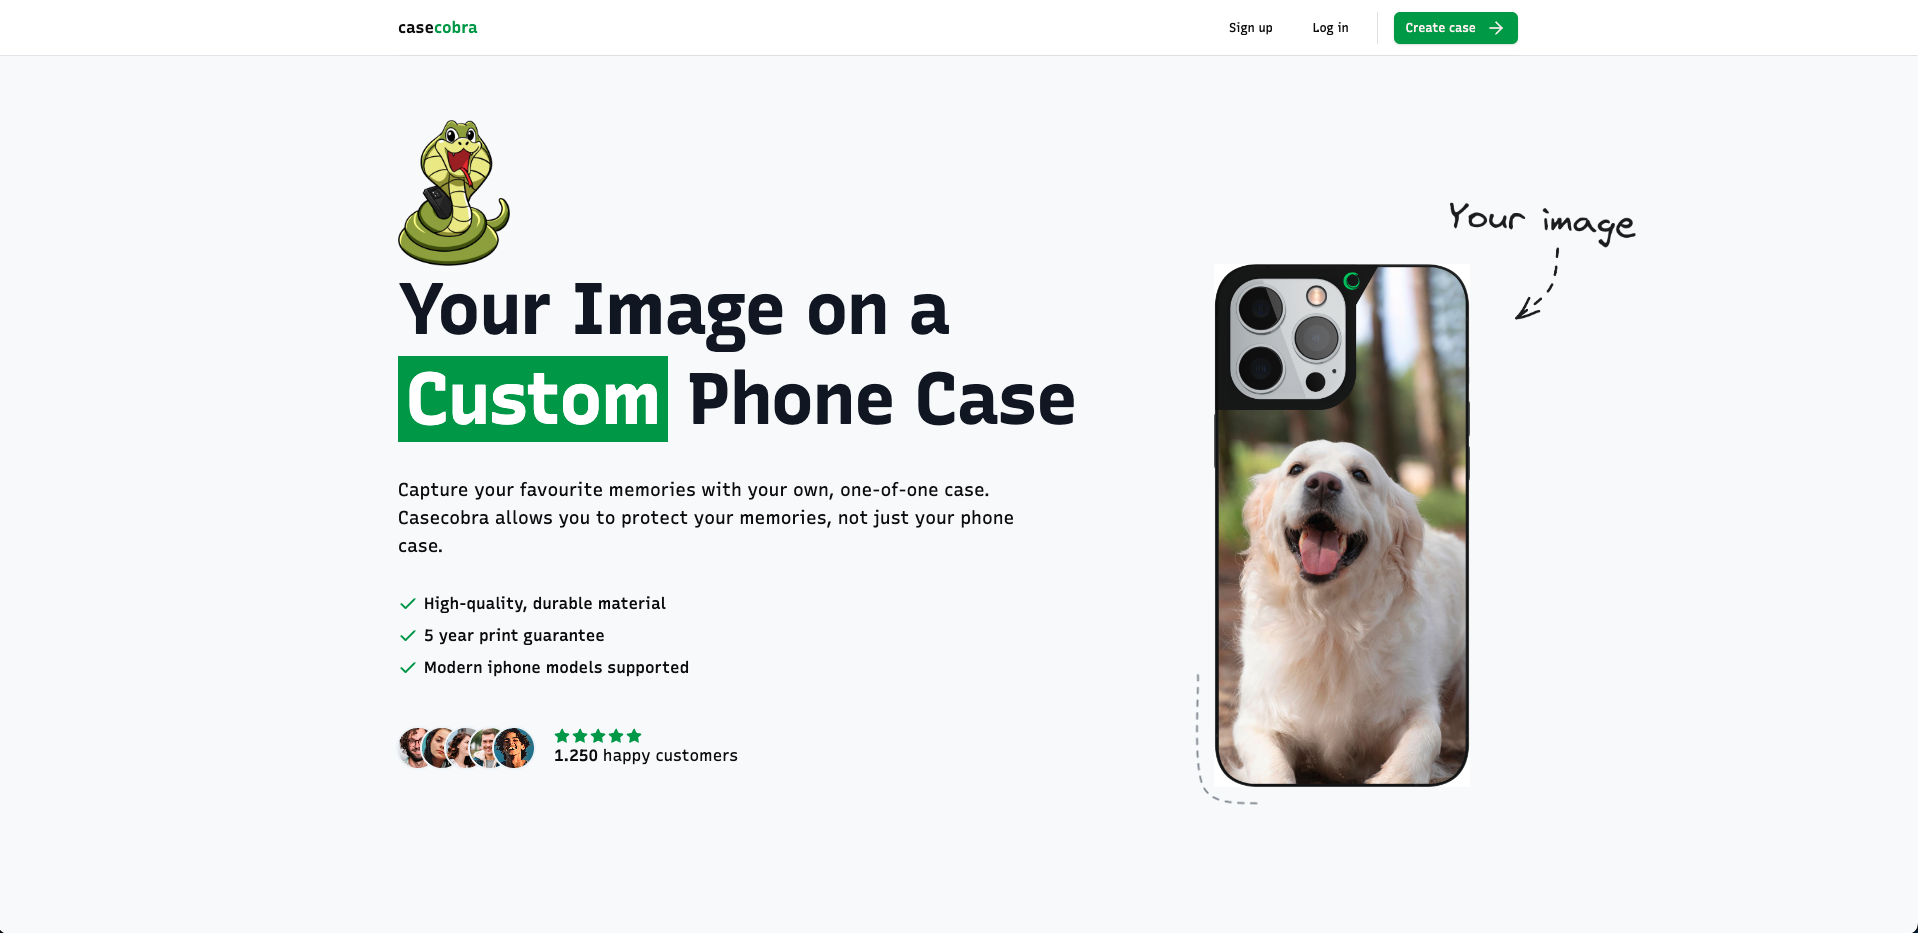 casecobra
Sign up
Log in
Create case
Your image
Your Image on a
Custom Phone Case
Capture your favourite memories with your own, one-of-one case.
Casecobra allows you to protect your memories, not just your phone
case.
High-quality, durable material
5 year print guarantee
Modern iphone models supported
1.250 happy customers